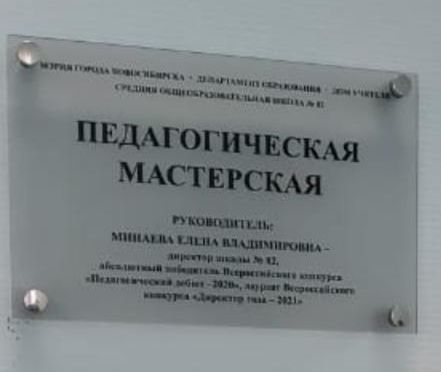 МЭРИЯ ГОРОДА НОВОСИБИРСКА · ДЕПАРТАМЕНТ ОБРАЗОВАНИЯ · ДОМ УЧИТЕЛЯ
СРЕДНЯЯ ОБЩЕОБРАЗОВАТЕЛЬНАЯ ШКОЛА № 82
ПЕДАГОГИЧЕСКАЯ
МАСТЕРСКАЯ
РУКОВОДИТЕЛЬ:
МИНАЕВА ЕЛЕНА ВЛАДИМИРОВНА –
директор школы № 82,
абсолютный победитель Всероссийского конкурса
«Педагогический дебют – 2020», лауреат Всероссийского
конкурса «Директор года – 2021»